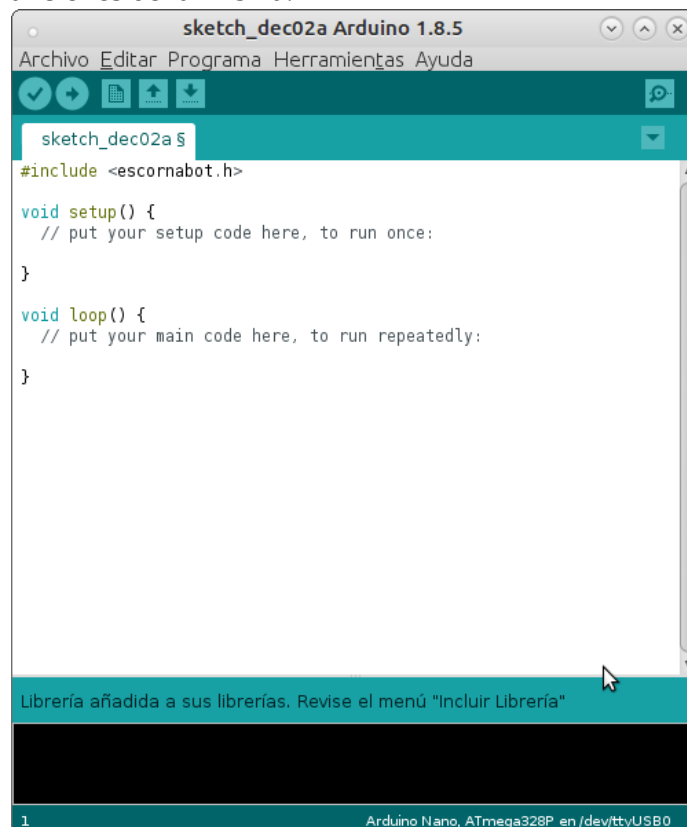 sketch_dec02a Arduino 1.8.5
Archivo Editar Programa Herramientas Ayuda
sketch_dec02a §
#include <escornabot.h>
void setup() {
// put your setup code here, to run once:
}
void loop() {
// put your main code here, to run repeatedly:
}
Librería añadida a sus librerías. Revise el menú "Incluir Librería"
1 Arduino Nano, ATmega328P en /dev/ttyUSB0